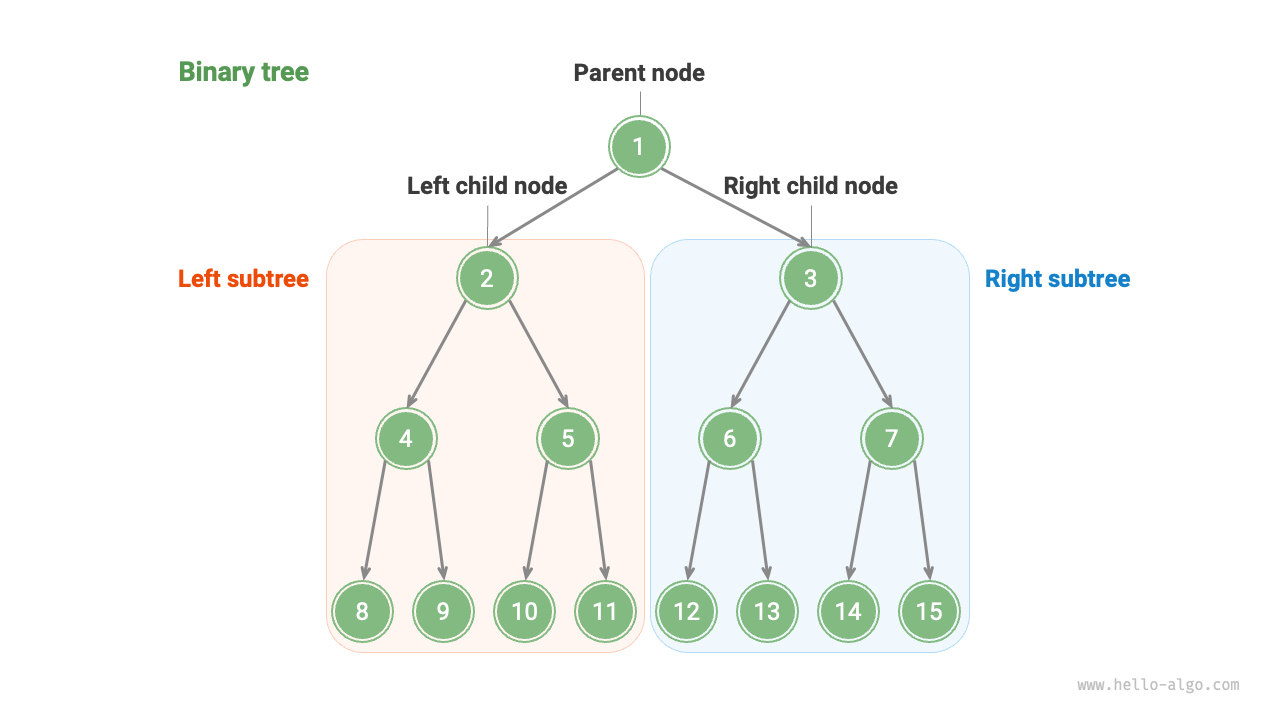 Binary tree
Parent node
1
Left child node
Right child node
Left subtree
2
3
Right subtree
4
5
6
7
8
9
10
11
12
13
14
15
www.hello-algo.com